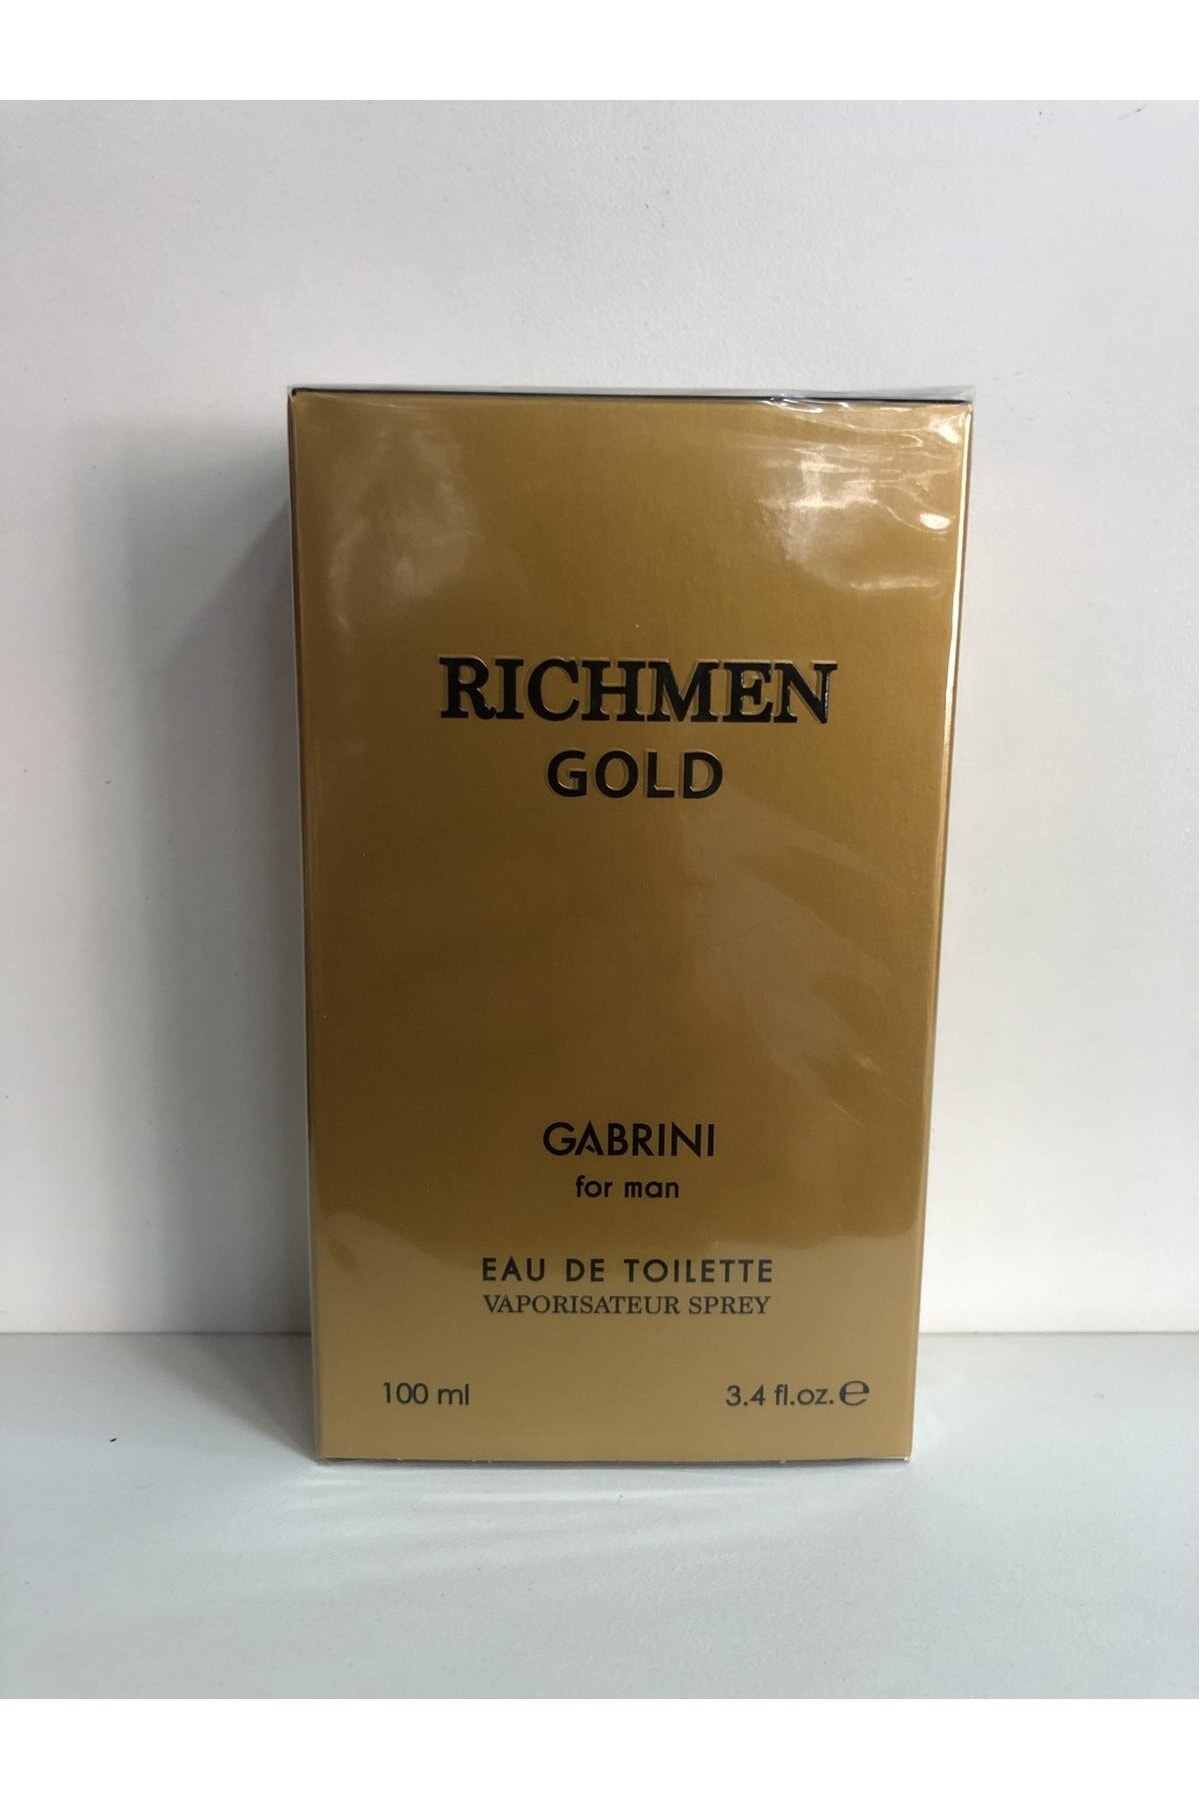 RICHMEN
GOLD
GABRINI
for man
EAU DE TOILETTE
VAPORISATEUR SPREY
100 ml
3.4 fl.oz. ℮